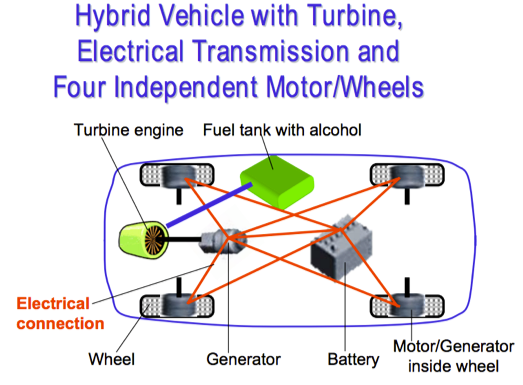 Hybrid Vehicle with Turbine,
Electrical Transmission and
Four Independent Motor/Wheels
Turbine engine
Fuel tank with alcohol
Electrical
connection
Wheel
Generator
Battery
Motor/Generator
inside wheel